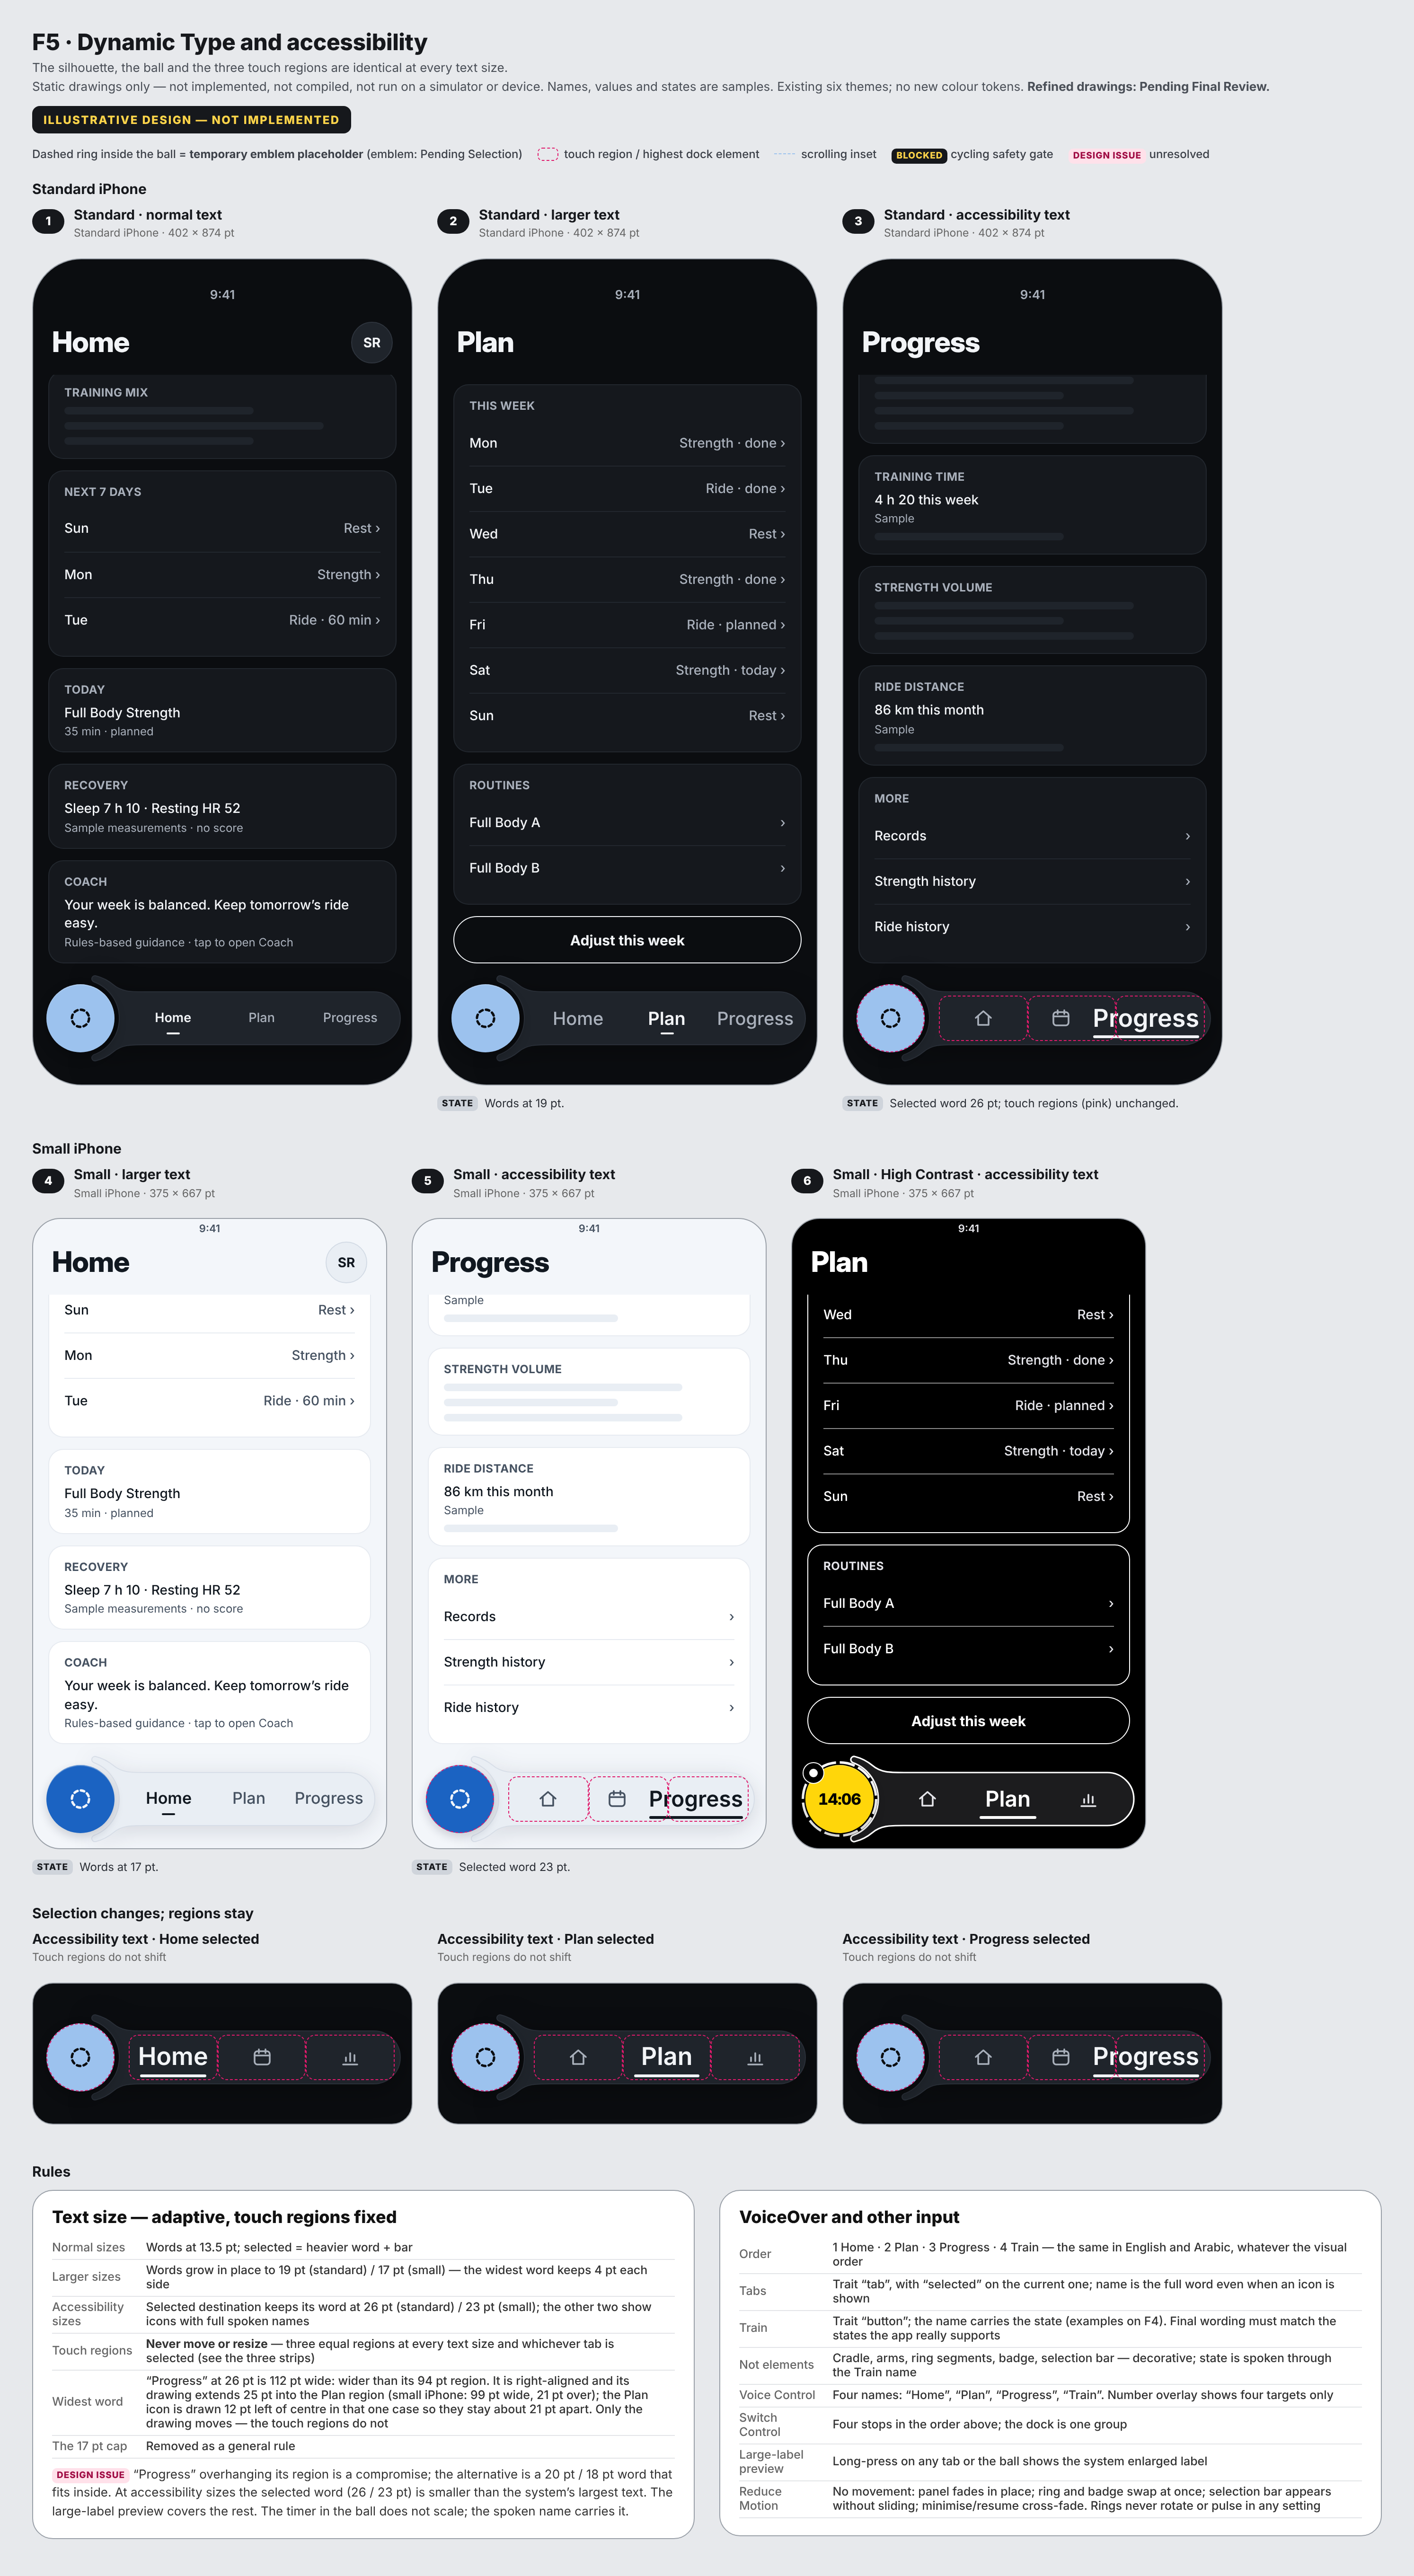 F5 · Dynamic Type and accessibility
The silhouette, the ball and the three touch regions are identical at every text size.
Static drawings only — not implemented, not compiled, not run on a simulator or device. Names, values and states are samples. Existing six themes; no new colour tokens. Refined drawings: Pending Final Review.
ILLUSTRATIVE DESIGN — NOT IMPLEMENTED
Dashed ring inside the ball = temporary emblem placeholder (emblem: Pending Selection) touch region / highest dock element scrolling inset BLOCKED cycling safety gate DESIGN ISSUE unresolved
Standard iPhone
1 Standard · normal text
Standard iPhone · 402 × 874 pt
9:41
Home
SR
TRAINING MIX
NEXT 7 DAYS
Sun Rest ›
Mon Strength ›
Tue Ride · 60 min ›
TODAY
Full Body Strength
35 min · planned
RECOVERY
Sleep 7 h 10 · Resting HR 52
Sample measurements · no score
COACH
Your week is balanced. Keep tomorrow’s ride
easy.
Rules-based guidance · tap to open Coach
Home Plan Progress
2 Standard · larger text
Standard iPhone · 402 × 874 pt
9:41
Plan
THIS WEEK
Mon Strength · done ›
Tue Ride · done ›
Wed Rest ›
Thu Strength · done ›
Fri Ride · planned ›
Sat Strength · today ›
Sun Rest ›
ROUTINES
Full Body A ›
Full Body B ›
Adjust this week
Home Plan Progress
STATE Words at 19 pt.
3 Standard · accessibility text
Standard iPhone · 402 × 874 pt
9:41
Progress
TRAINING TIME
4 h 20 this week
Sample
STRENGTH VOLUME
RIDE DISTANCE
86 km this month
Sample
MORE
Records ›
Strength history ›
Ride history ›
Progress
STATE Selected word 26 pt; touch regions (pink) unchanged.
Small iPhone
4 Small · larger text
Small iPhone · 375 × 667 pt
9:41
Home
SR
Sun Rest ›
Mon Strength ›
Tue Ride · 60 min ›
TODAY
Full Body Strength
35 min · planned
RECOVERY
Sleep 7 h 10 · Resting HR 52
Sample measurements · no score
COACH
Your week is balanced. Keep tomorrow’s ride
easy.
Rules-based guidance · tap to open Coach
Home Plan Progress
STATE Words at 17 pt.
5 Small · accessibility text
Small iPhone · 375 × 667 pt
9:41
Progress
Sample
STRENGTH VOLUME
RIDE DISTANCE
86 km this month
Sample
MORE
Records ›
Strength history ›
Ride history ›
Progress
STATE Selected word 23 pt.
6 Small · High Contrast · accessibility text
Small iPhone · 375 × 667 pt
9:41
Plan
Wed Rest ›
Thu Strength · done ›
Fri Ride · planned ›
Sat Strength · today ›
Sun Rest ›
ROUTINES
Full Body A ›
Full Body B ›
Adjust this week
14:06 Plan
Selection changes; regions stay
Accessibility text · Home selected
Touch regions do not shift
Home
Accessibility text · Plan selected
Touch regions do not shift
Plan
Accessibility text · Progress selected
Touch regions do not shift
Progress
Rules
Text size — adaptive, touch regions fixed
Normal sizes Words at 13.5 pt; selected = heavier word + bar
Larger sizes Words grow in place to 19 pt (standard) / 17 pt (small) — the widest word keeps 4 pt each
side
Accessibility sizes Selected destination keeps its word at 26 pt (standard) / 23 pt (small); the other two show
icons with full spoken names
Touch regions Never move or resize — three equal regions at every text size and whichever tab is
selected (see the three strips)
Widest word “Progress” at 26 pt is 112 pt wide: wider than its 94 pt region. It is right-aligned and its
drawing extends 25 pt into the Plan region (small iPhone: 99 pt wide, 21 pt over); the Plan
icon is drawn 12 pt left of centre in that one case so they stay about 21 pt apart. Only the
drawing moves — the touch regions do not
The 17 pt cap Removed as a general rule
DESIGN ISSUE “Progress” overhanging its region is a compromise; the alternative is a 20 pt / 18 pt word that
fits inside. At accessibility sizes the selected word (26 / 23 pt) is smaller than the system’s largest text. The
large-label preview covers the rest. The timer in the ball does not scale; the spoken name carries it.
VoiceOver and other input
Order 1 Home · 2 Plan · 3 Progress · 4 Train — the same in English and Arabic, whatever the visual
order
Tabs Trait “tab”, with “selected” on the current one; name is the full word even when an icon is
shown
Train Trait “button”; the name carries the state (examples on F4). Final wording must match the
states the app really supports
Not elements Cradle, arms, ring segments, badge, selection bar — decorative; state is spoken through
the Train name
Voice Control Four names: “Home”, “Plan”, “Progress”, “Train”. Number overlay shows four targets only
Switch Control Four stops in the order above; the dock is one group
Large-label preview Long-press on any tab or the ball shows the system enlarged label
Reduce Motion No movement: panel fades in place; ring and badge swap at once; selection bar appears
without sliding; minimise/resume cross-fade. Rings never rotate or pulse in any setting